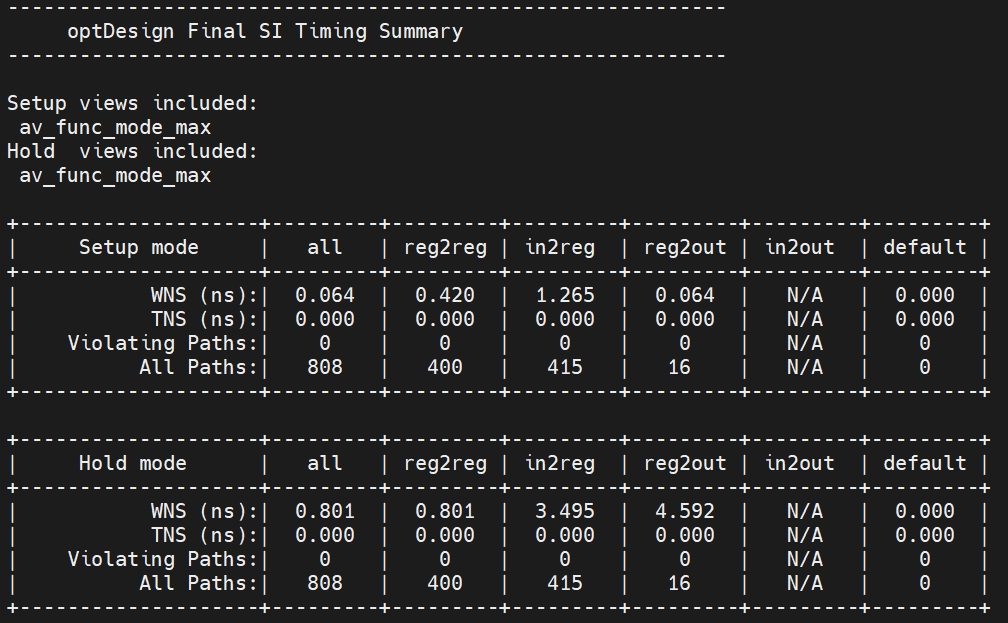 ------------------------------------------------------------
     optDesign Final SI Timing Summary
------------------------------------------------------------

Setup views included:
 av_func_mode_max
Hold  views included:
 av_func_mode_max

+--------------------+---------+---------+---------+---------+---------+---------+
|     Setup mode     |   all   | reg2reg | in2reg  | reg2out | in2out  | default |
+--------------------+---------+---------+---------+---------+---------+---------+
|           WNS (ns):|  0.064  |  0.420  |  1.265  |  0.064  |   N/A   |  0.000  |
|           TNS (ns):|  0.000  |  0.000  |  0.000  |  0.000  |   N/A   |  0.000  |
|    Violating Paths:|    0    |    0    |    0    |    0    |   N/A   |    0    |
|          All Paths:|   808   |   400   |   415   |   16    |   N/A   |    0    |
+--------------------+---------+---------+---------+---------+---------+---------+

+--------------------+---------+---------+---------+---------+---------+---------+
|     Hold mode      |   all   | reg2reg | in2reg  | reg2out | in2out  | default |
+--------------------+---------+---------+---------+---------+---------+---------+
|           WNS (ns):|  0.801  |  0.801  |  3.495  |  4.592  |   N/A   |  0.000  |
|           TNS (ns):|  0.000  |  0.000  |  0.000  |  0.000  |   N/A   |  0.000  |
|    Violating Paths:|    0    |    0    |    0    |    0    |   N/A   |    0    |
|          All Paths:|   808   |   400   |   415   |   16    |   N/A   |    0    |
+--------------------+---------+---------+---------+---------+---------+---------+